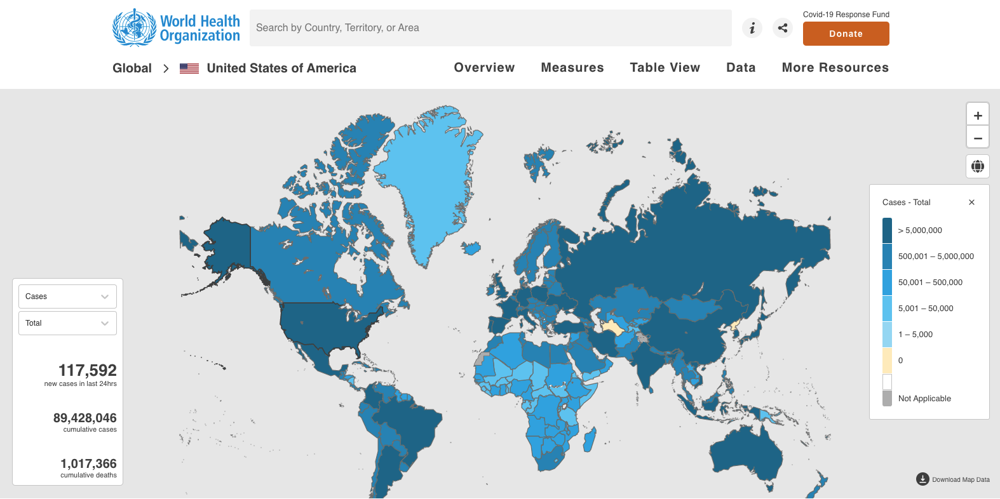 World Health
Organization
Search by Country, Territory, or Area
i
Covid-19 Response Fund
Donate
Global > United States of America
Overview
Measures
Table View
Data
More Resources
+
−
Cases - Total ×
> 5,000,000
500,001 – 5,000,000
50,001 – 500,000
5,001 – 50,000
1 – 5,000
0
Not Applicable
Cases
Total
117,592
new cases in last 24hrs
89,428,046
cumulative cases
1,017,366
cumulative deaths
Download Map Data